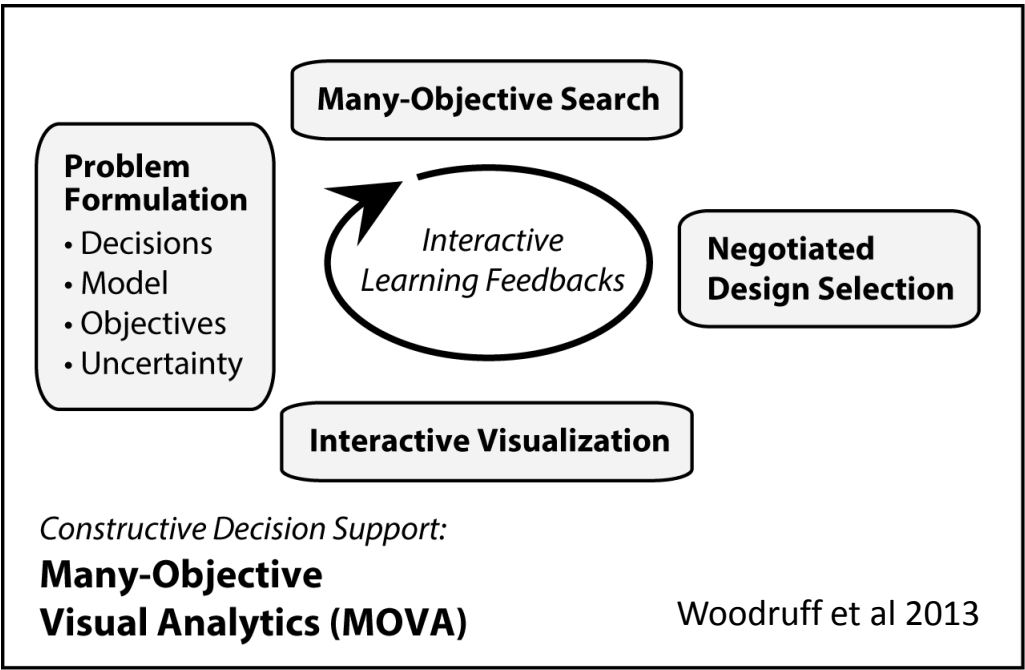 Many-Objective Search
Problem
Formulation
• Decisions
• Model
• Objectives
• Uncertainty
Interactive
Learning Feedbacks
Negotiated
Design Selection
Interactive Visualization
Constructive Decision Support:
Many-Objective
Visual Analytics (MOVA)
Woodruff et al 2013